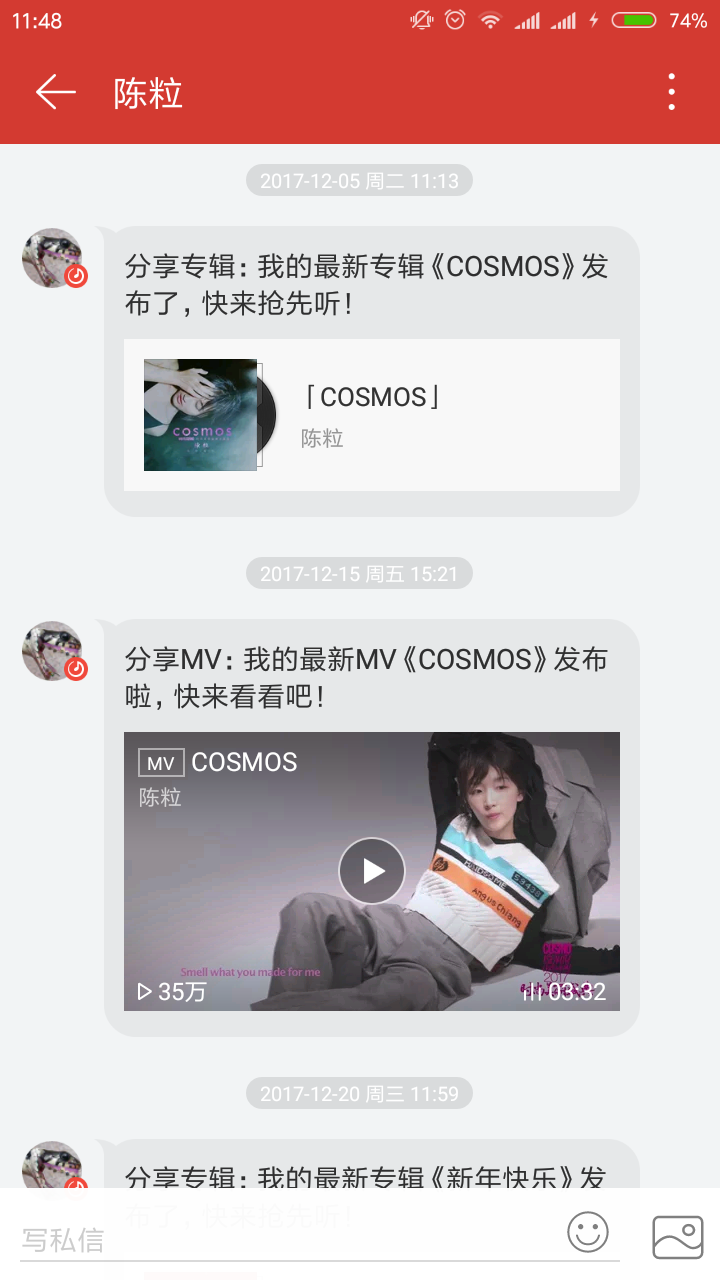 11:48
74%
陈粒
2017-12-05 周二 11:13
分享专辑：我的最新专辑《COSMOS》发
布了，快来抢先听！
cosmos
「COSMOS」
陈粒
2017-12-15 周五 15:21
分享MV：我的最新MV《COSMOS》发布
啦，快来看看吧！
MV COSMOS
陈粒
HINDSOME
Angus Chiang
Smell what you made for me
COSMO
2017
35万
03:32
2017-12-20 周三 11:59
分享专辑：我的最新专辑《新年快乐》发
布了，快来抢先听！
写私信